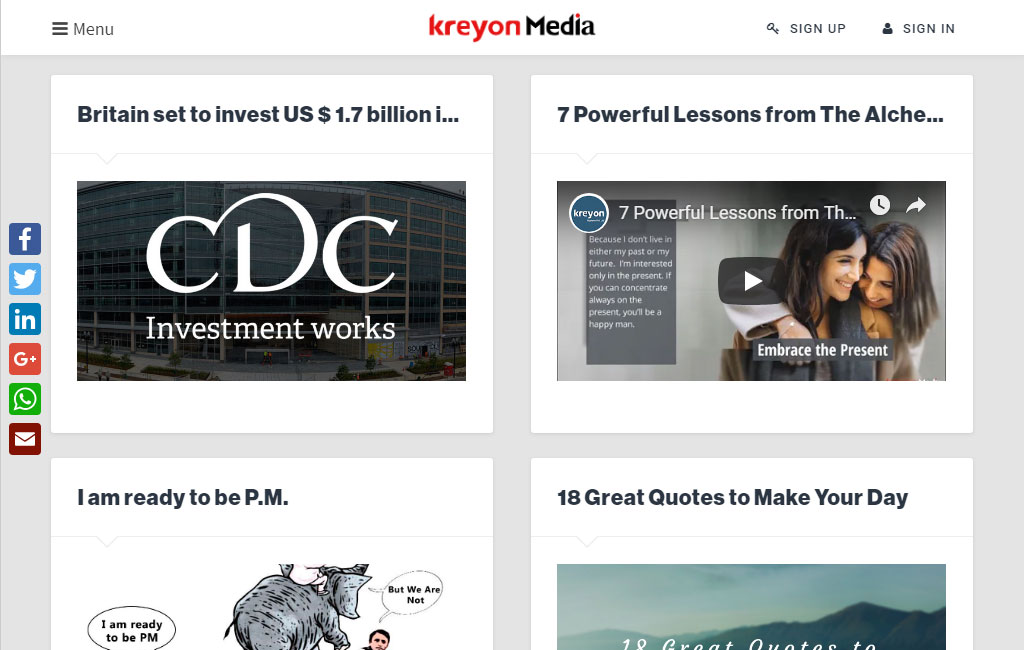 Menu
kreyon Media
SIGN UP
SIGN IN
Britain set to invest US $ 1.7 billion i...
CDC
Investment works
7 Powerful Lessons from The Alche...
kreyon
7 Powerful Lessons from Th...
Because I don't live in
either my past or my
future. I'm interested
only in the present. If
you can concentrate
always on the
present, you'll be a
happy man.
Embrace the Present
I am ready to be P.M.
But We Are
Not
I am ready
to be PM
18 Great Quotes to Make Your Day
18 Great Quotes to